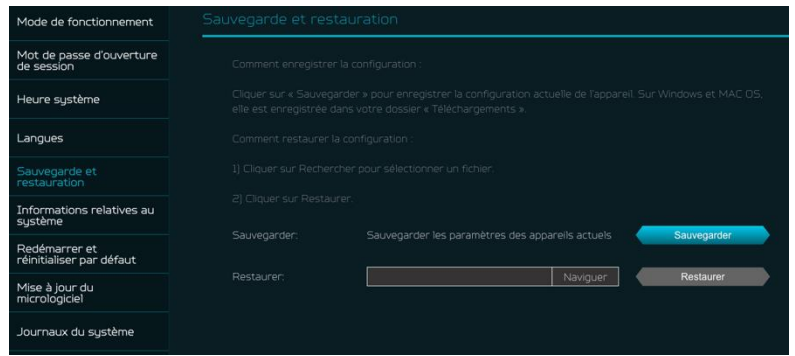 Mode de fonctionnement
Mot de passe d'ouverture
de session
Heure système
Langues
Sauvegarde et
restauration
Informations relatives au
système
Redémarrer et
réinitialiser par défaut
Mise à jour du
micrologiciel
Journaux du système
Sauvegarde et restauration
Comment enregistrer la configuration :
Cliquer sur « Sauvegarder » pour enregistrer la configuration actuelle de l'appareil. Sur Windows et MAC OS,
elle est enregistrée dans votre dossier « Téléchargements ».
Comment restaurer la configuration :
1) Cliquer sur Rechercher pour sélectionner un fichier.
2) Cliquer sur Restaurer.
Sauvegarder: Sauvegarder les paramètres des appareils actuels Sauvegarder
Restaurer: Naviguer Restaurer